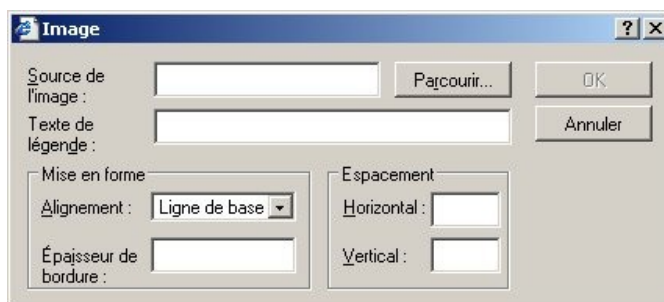 Image
Source de
l'image :
Parcourir...
OK
Texte de
légende :
Annuler
Mise en forme
Espacement
Alignement :
Ligne de base
Horizontal :
Épaisseur de
bordure :
Vertical :